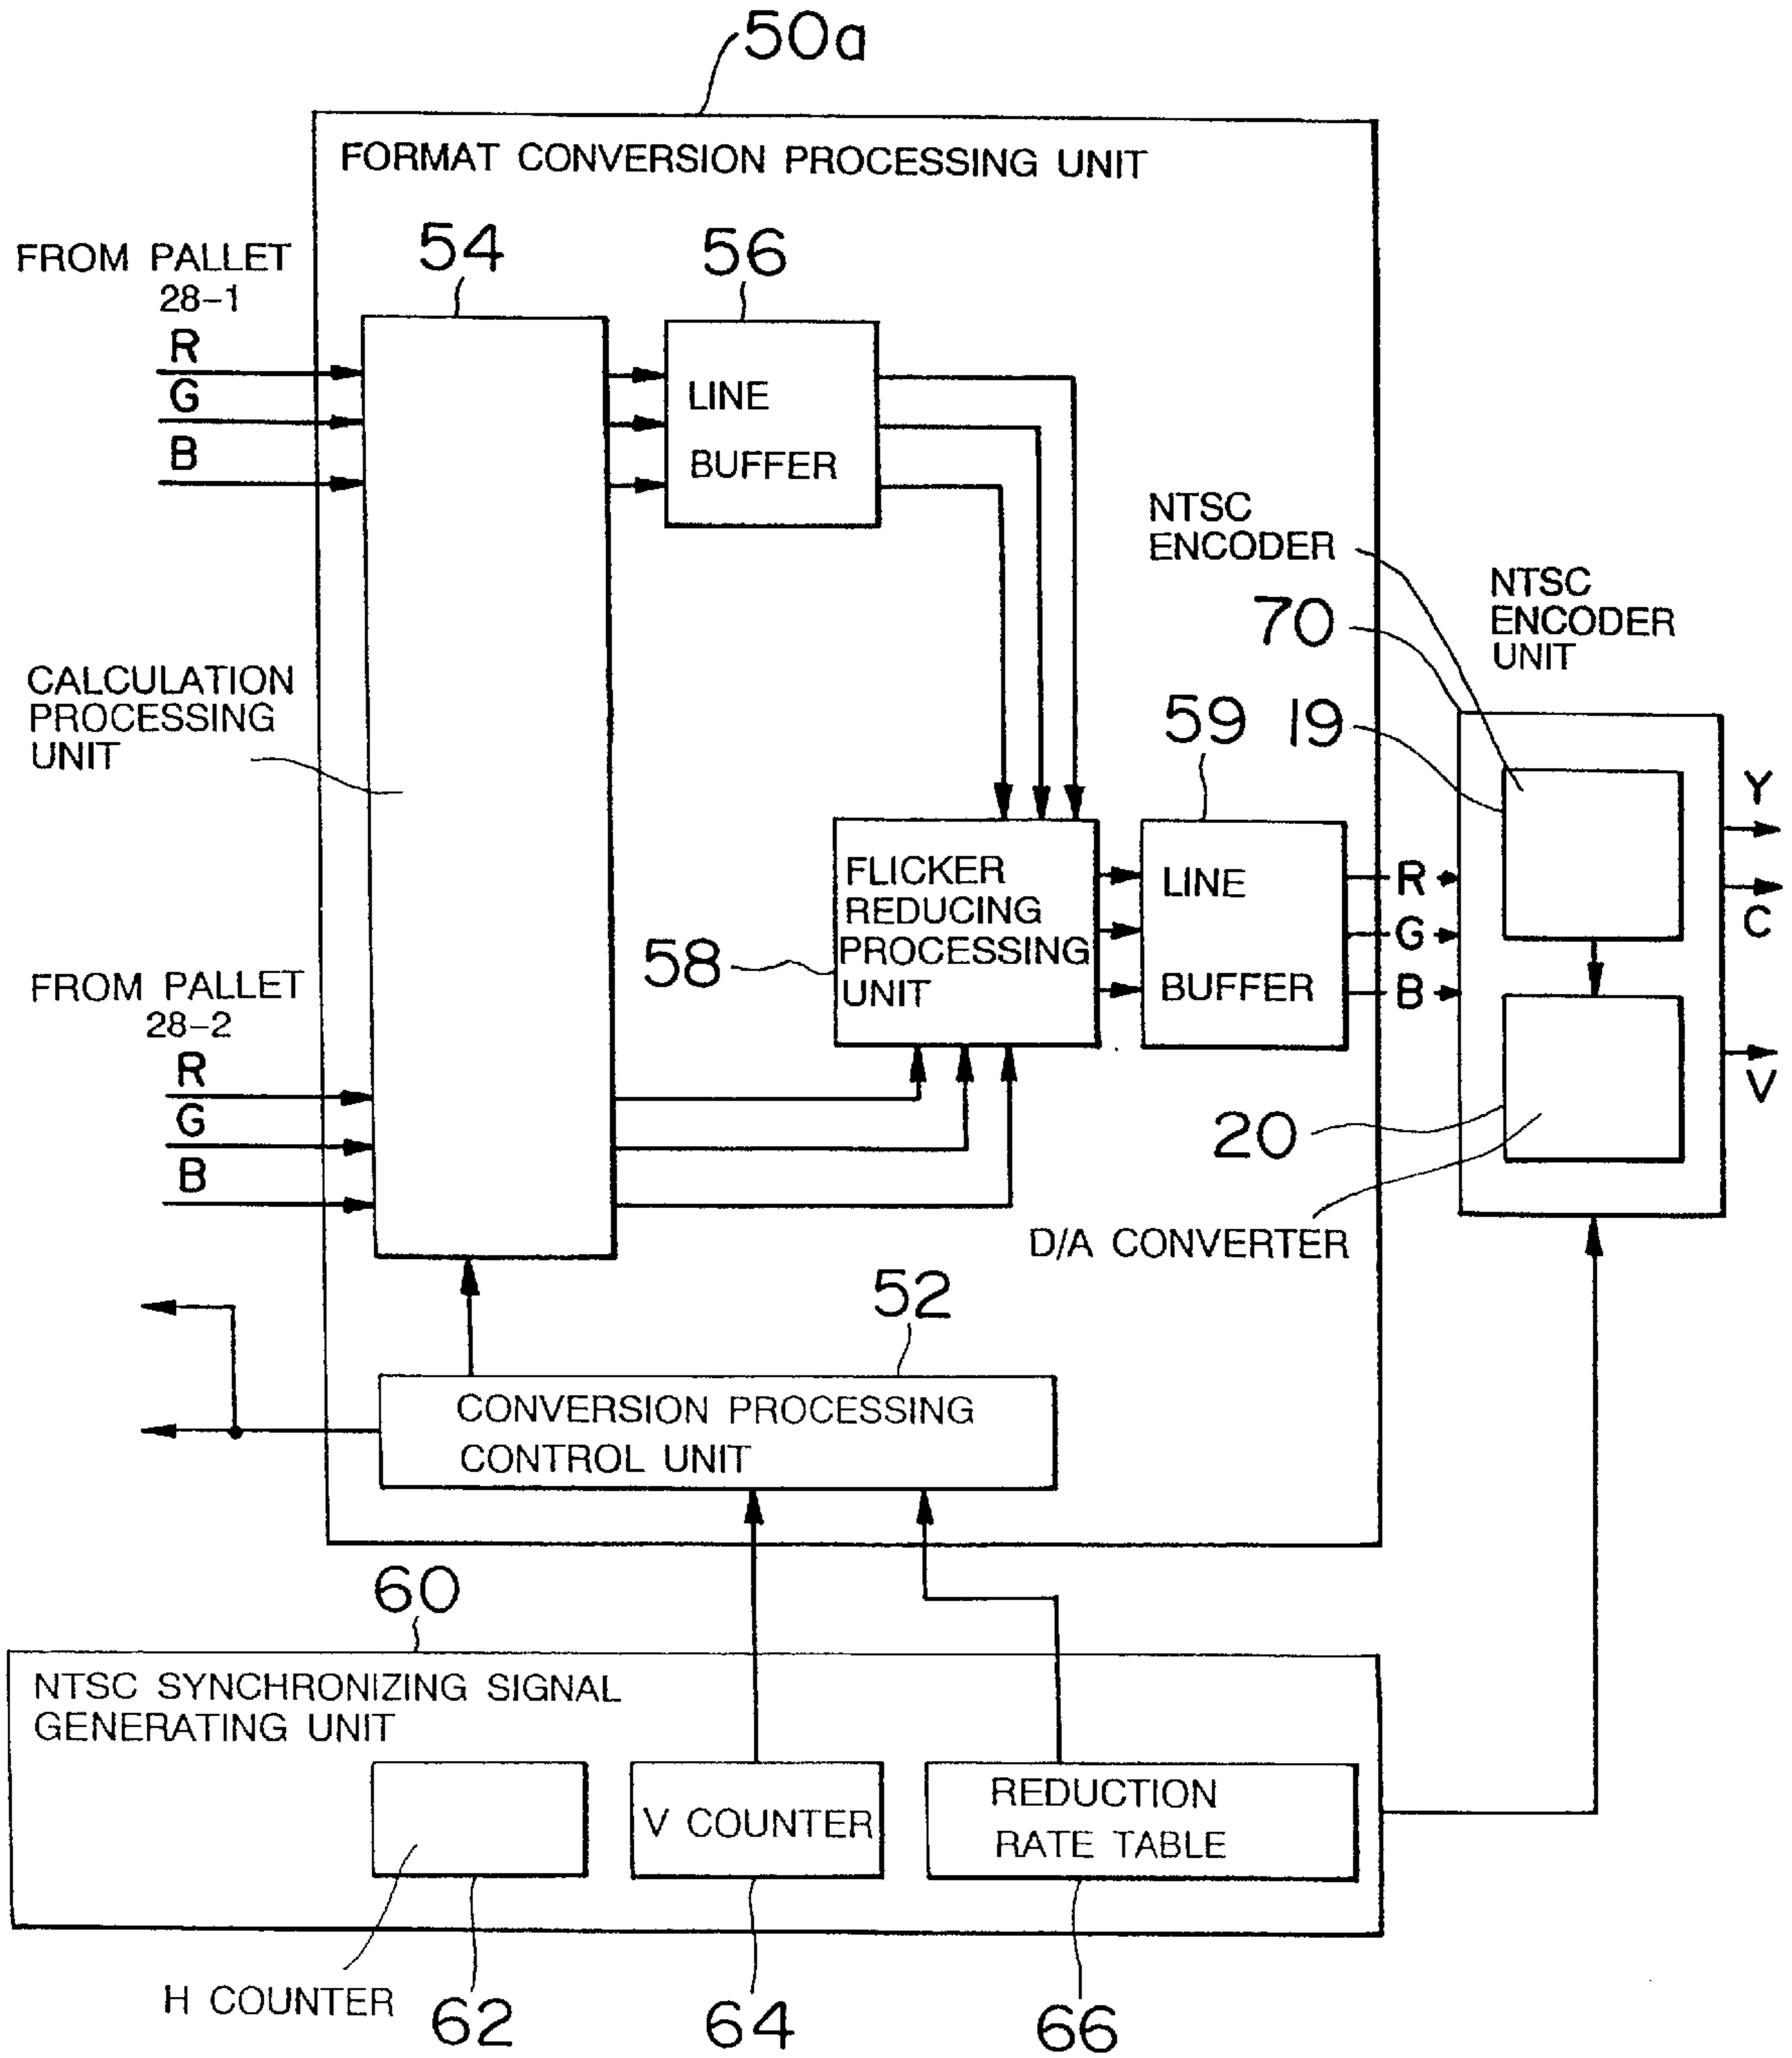 50a
FORMAT CONVERSION PROCESSING UNIT
FROM PALLET
28-1
R
G
B
54
56
LINE
BUFFER
NTSC
ENCODER
70
NTSC
ENCODER
UNIT
CALCULATION
PROCESSING
UNIT
59
19
Y
C
V
FLICKER
REDUCING
PROCESSING
UNIT
58
LINE
BUFFER
R
G
B
FROM PALLET
28-2
R
G
B
20
D/A CONVERTER
52
CONVERSION PROCESSING
CONTROL UNIT
60
NTSC SYNCHRONIZING SIGNAL
GENERATING UNIT
V COUNTER
REDUCTION
RATE TABLE
H COUNTER
62
64
66